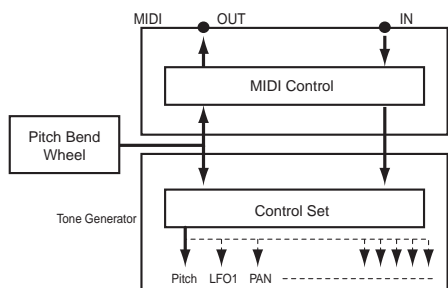 MIDI OUT IN
MIDI Control
Pitch Bend
Wheel
Tone Generator
Control Set
Pitch LFO1 PAN